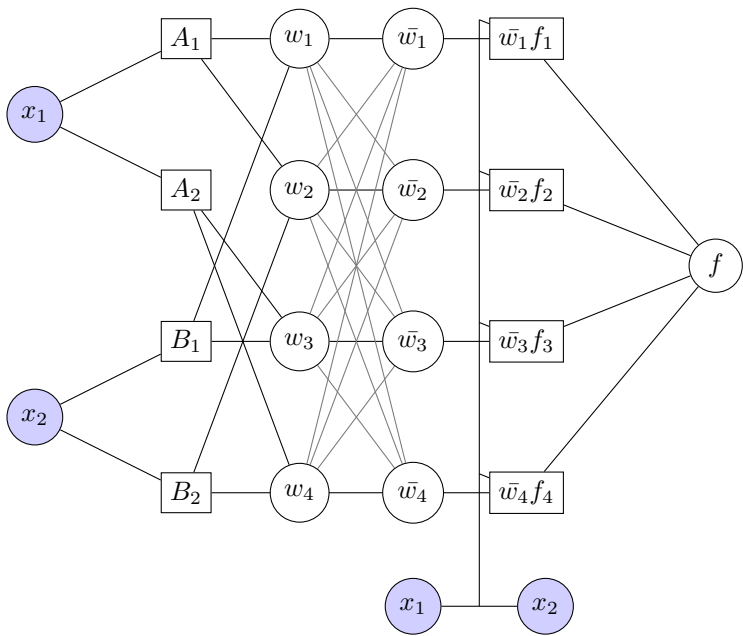 A₁ w₁ w̄₁ w̄₁f₁
x₁
A₂ w₂ w̄₂ w̄₂f₂
f
B₁ w₃ w̄₃ w̄₃f₃
x₂
B₂ w₄ w̄₄ w̄₄f₄
x₁ x₂